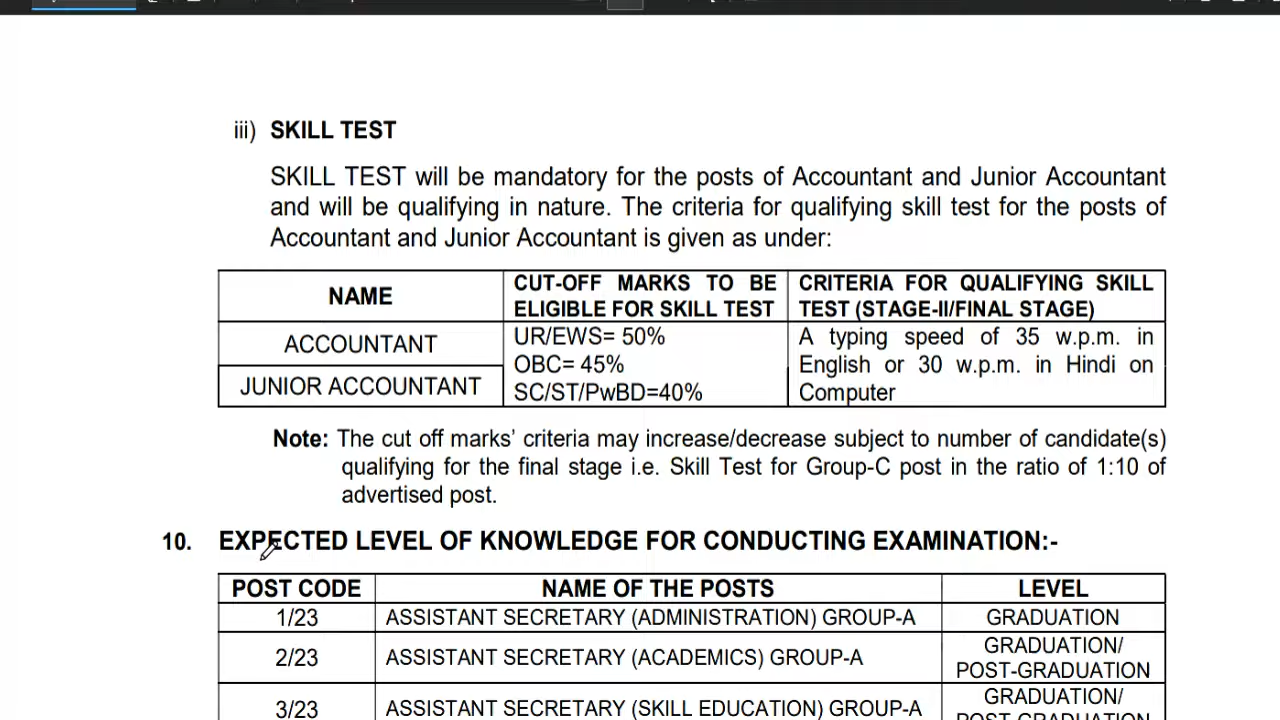 iii) SKILL TEST
SKILL TEST will be mandatory for the posts of Accountant and Junior Accountant
and will be qualifying in nature. The criteria for qualifying skill test for the posts of
Accountant and Junior Accountant is given as under:
NAME
CUT-OFF MARKS TO BE
ELIGIBLE FOR SKILL TEST
CRITERIA FOR QUALIFYING SKILL
TEST (STAGE-II/FINAL STAGE)
ACCOUNTANT
JUNIOR ACCOUNTANT
UR/EWS= 50%
OBC= 45%
SC/ST/PwBD=40%
A typing speed of 35 w.p.m. in
English or 30 w.p.m. in Hindi on
Computer
Note: The cut off marks' criteria may increase/decrease subject to number of candidate(s)
qualifying for the final stage i.e. Skill Test for Group-C post in the ratio of 1:10 of
advertised post.
10. EXPECTED LEVEL OF KNOWLEDGE FOR CONDUCTING EXAMINATION:-
POST CODE NAME OF THE POSTS LEVEL
1/23 ASSISTANT SECRETARY (ADMINISTRATION) GROUP-A GRADUATION
2/23 ASSISTANT SECRETARY (ACADEMICS) GROUP-A GRADUATION/
POST-GRADUATION
3/23 ASSISTANT SECRETARY (SKILL EDUCATION) GROUP-A GRADUATION/
POST-GRADUATION